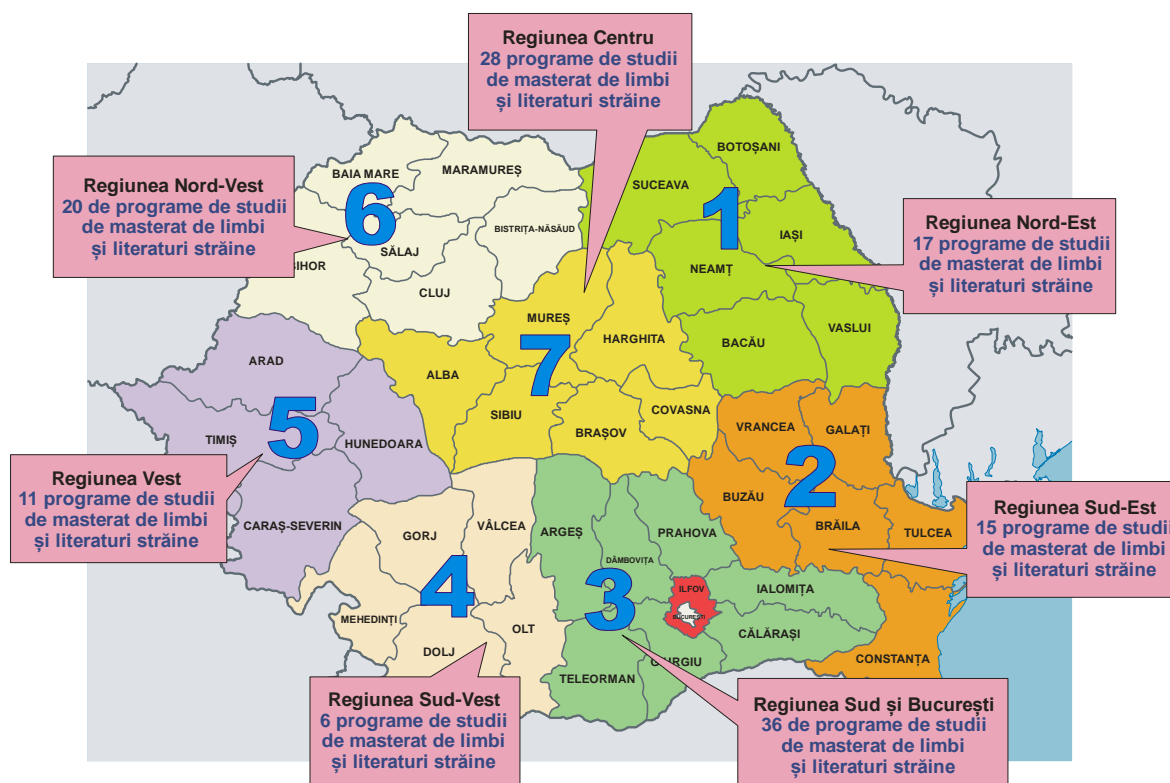 Regiunea Centru
28 programe de studii
de masterat de limbi
și literaturi străine
Regiunea Nord-Vest
20 de programe de studii
de masterat de limbi
și literaturi străine
Regiunea Nord-Est
17 programe de studii
de masterat de limbi
și literaturi străine
Regiunea Vest
11 programe de studii
de masterat de limbi
și literaturi străine
Regiunea Sud-Est
15 programe de studii
de masterat de limbi
și literaturi străine
Regiunea Sud-Vest
6 programe de studii
de masterat de limbi
și literaturi străine
Regiunea Sud și București
36 de programe de studii
de masterat de limbi
și literaturi străine
BOTOȘANI
SUCEAVA
1
IAȘI
NEAMȚ
BACĂU
VASLUI
BAIA MARE
MARAMUREȘ
6
BISTRIȚA-NĂSĂUD
SĂLAJ
IHOR
CLUJ
MUREȘ
HARGHITA
7
ALBA
SIBIU
COVASNA
BRAȘOV
ARAD
5
TIMIȘ
HUNEDOARA
CARAȘ-SEVERIN
VRANCEA
GALAȚI
2
BUZĂU
BRĂILA
TULCEA
CONSTANȚA
GORJ
VÂLCEA
4
MEHEDINȚI
OLT
DOLJ
ARGEȘ
PRAHOVA
DÂMBOVIȚA
3
ILFOV
BUCUREȘTI
IALOMIȚA
CĂLĂRAȘI
GIURGIU
TELEORMAN